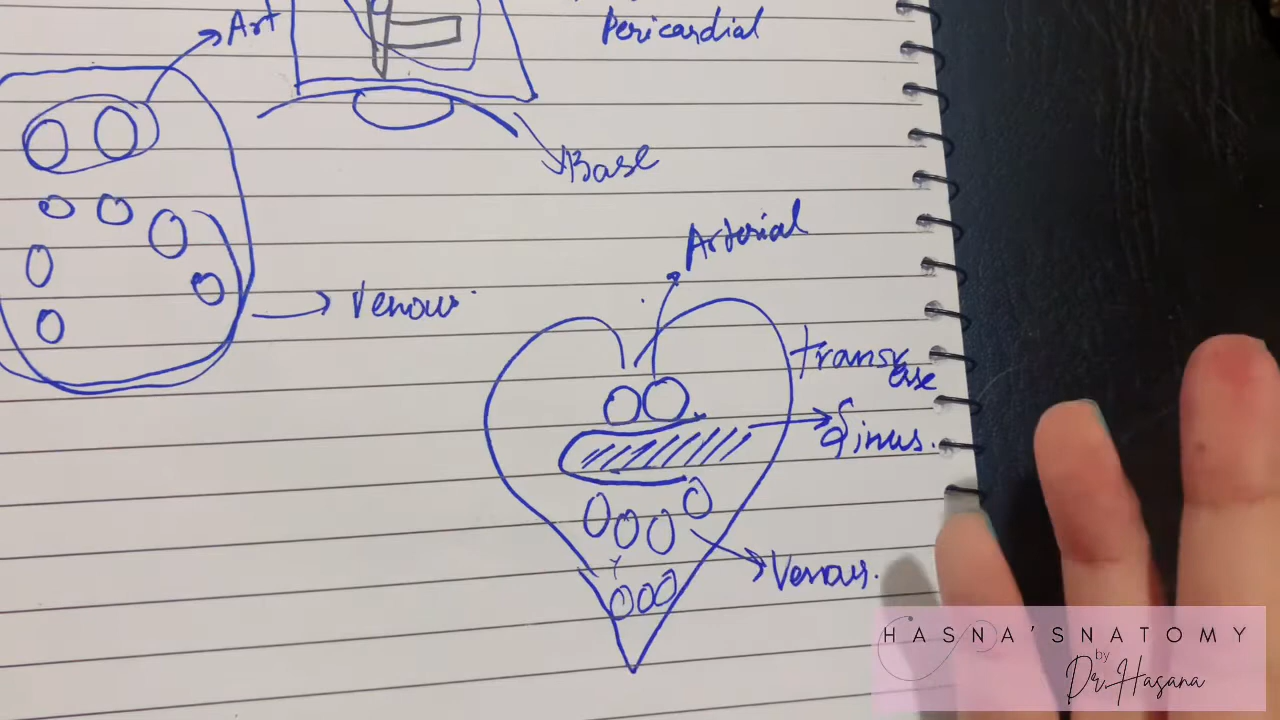 Art
Pericardial
Base
Arterial
Venous
Transverse
Sinus.
Venous.
HASNA'SNATOMY
by
Dr.Hasana